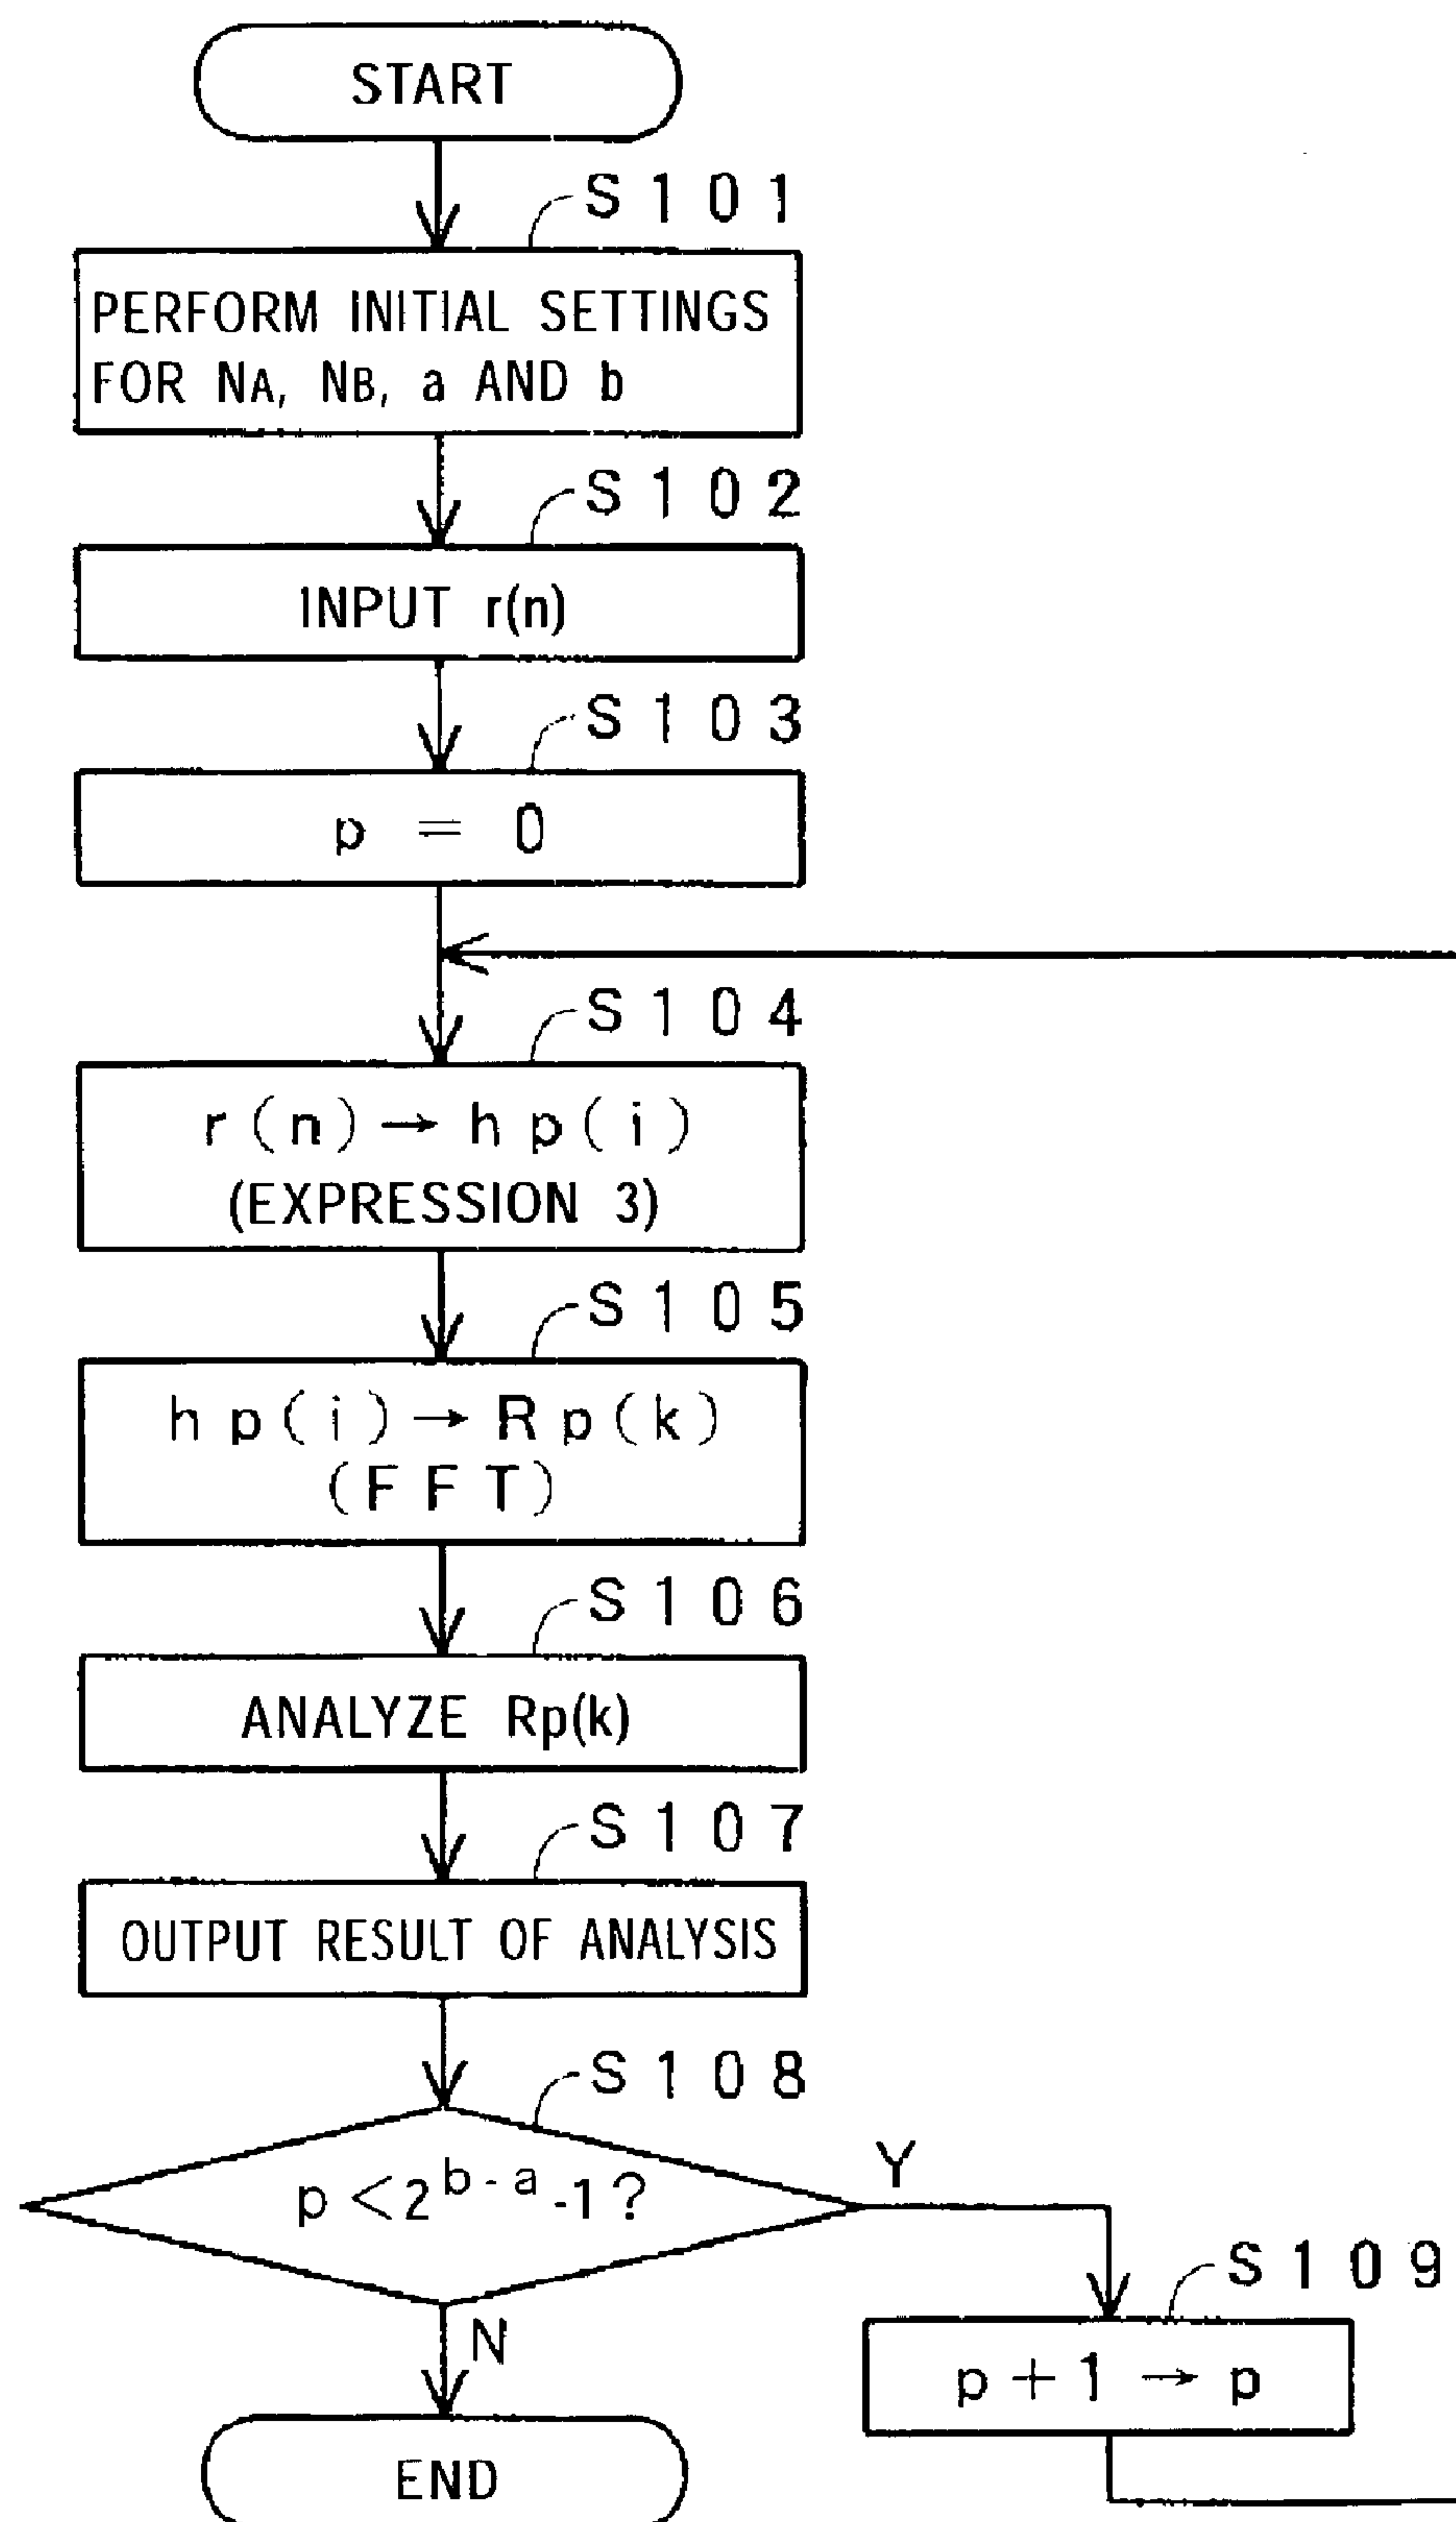 START
S101
PERFORM INITIAL SETTINGS
FOR NA, NB, a AND b
S102
INPUT r(n)
S103
p = 0
S104
r(n)→hp(i)
(EXPRESSION 3)
S105
hp(i)→Rp(k)
(FFT)
S106
ANALYZE Rp(k)
S107
OUTPUT RESULT OF ANALYSIS
S108
p<2^b-a -1?
Y
S109
N
p+1→p
END